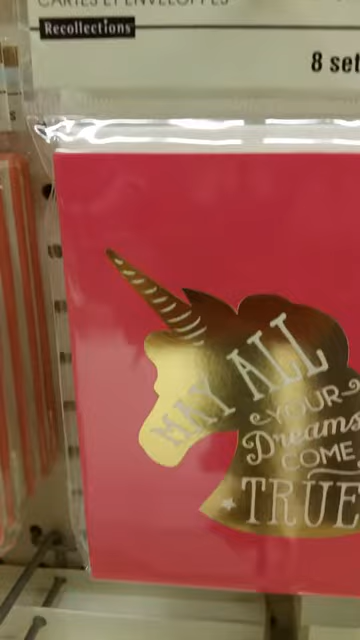 CARTES ET ENVELOPPES
Recollections
8 set
MAY ALL
YOUR
Dreams
COME
TRUE